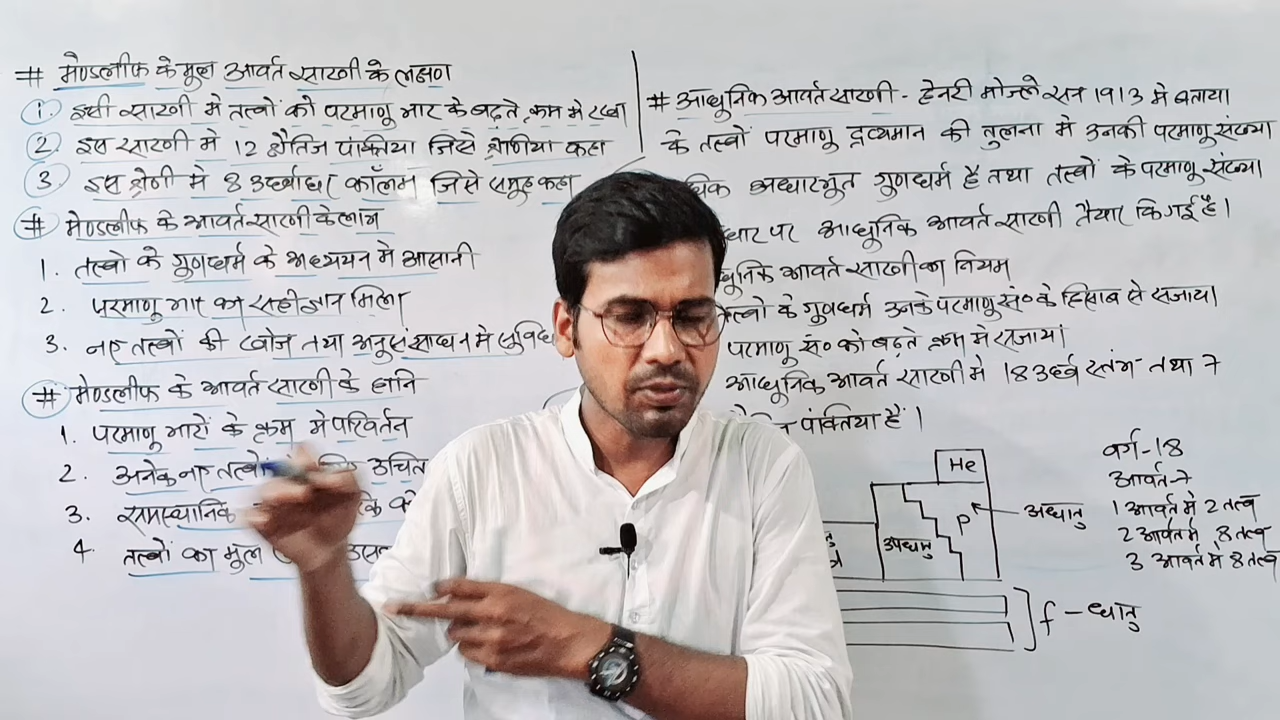 # मेण्डलीफ के मुल आवर्त सारणी के लक्षण
1. इसी सारणी मे तत्वों को परमाणु भार के बढ़ते क्रम मे रखा
2. इस सारणी मे 12 क्षैतिज पंक्तिया जिसे श्रेणिया कहा
3. इस श्रेणी मे 8 उर्ध्वाधर कॉलम जिसे समुह कहा
# मेण्डलीफ के आवर्त सारणी के लाभ
1. तत्वो के गुणधर्म के अध्ययन मे आसानी
2. परमाणु भार का सही ज्ञान मिला
3. नए तत्वों की खोज तथा अनुसंसाधन मे सुविध
# मेण्डलीफ के आवर्त सारणी के हानि
1. परमाणु भारों के क्रम मे परिवर्तन
2. अनेक नए तत्वो उचित
3. समस्थानिक
4. तत्वों का मुल
# आधुनिक आवर्त सारणी - हेनरी मोज्ले सन 1913 मे बताया
के तत्वों परमाणु द्रव्यमान की तुलना मे उनकी परमाणु संख्या
धिक अधारभुत गुणधर्म हैं तथा तत्वों के परमाणु संख्या
धार पर आधुनिक आवर्त सारणी तैयार कि गई है।
धुनिक आवर्त सारणी का नियम
तत्वो के गुणधर्म उनके परमाणु सं० के हिसाब से सजाय।
परमाणु सं० को बढ़ते क्रम मे सजाय।
आधुनिक आवर्त सारणी मे 18 उर्ध्व स्तंभ तथा 7
पंक्तिया हैं।
He
P
अधातु
उपधातु
वर्ग-18
आवर्त-7
1 आवर्त मे 2 तत्व
2 आवर्त मे 8 तत्व
3 आवर्त मे 8 तत्व
f - धातु